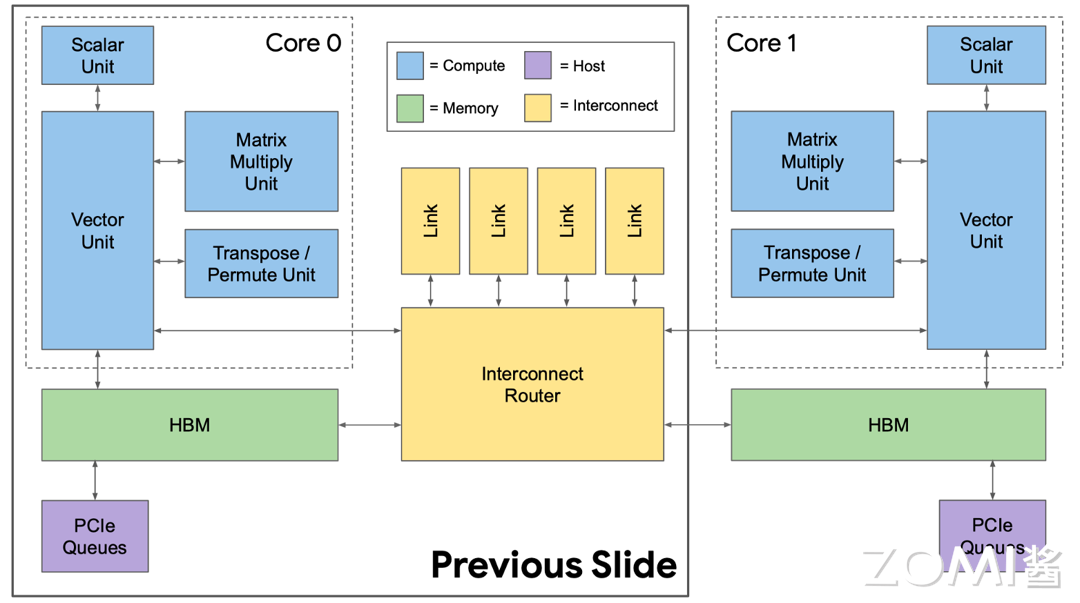 Core 0
Scalar
Unit
Vector
Unit
Matrix
Multiply
Unit
Transpose /
Permute Unit
HBM
PCIe
Queues
= Compute
= Host
= Memory
= Interconnect
Link
Link
Link
Link
Interconnect
Router
Previous Slide
Core 1
Scalar
Unit
Matrix
Multiply
Unit
Transpose /
Permute Unit
Vector
Unit
HBM
PCIe
Queues
ZOMI酱